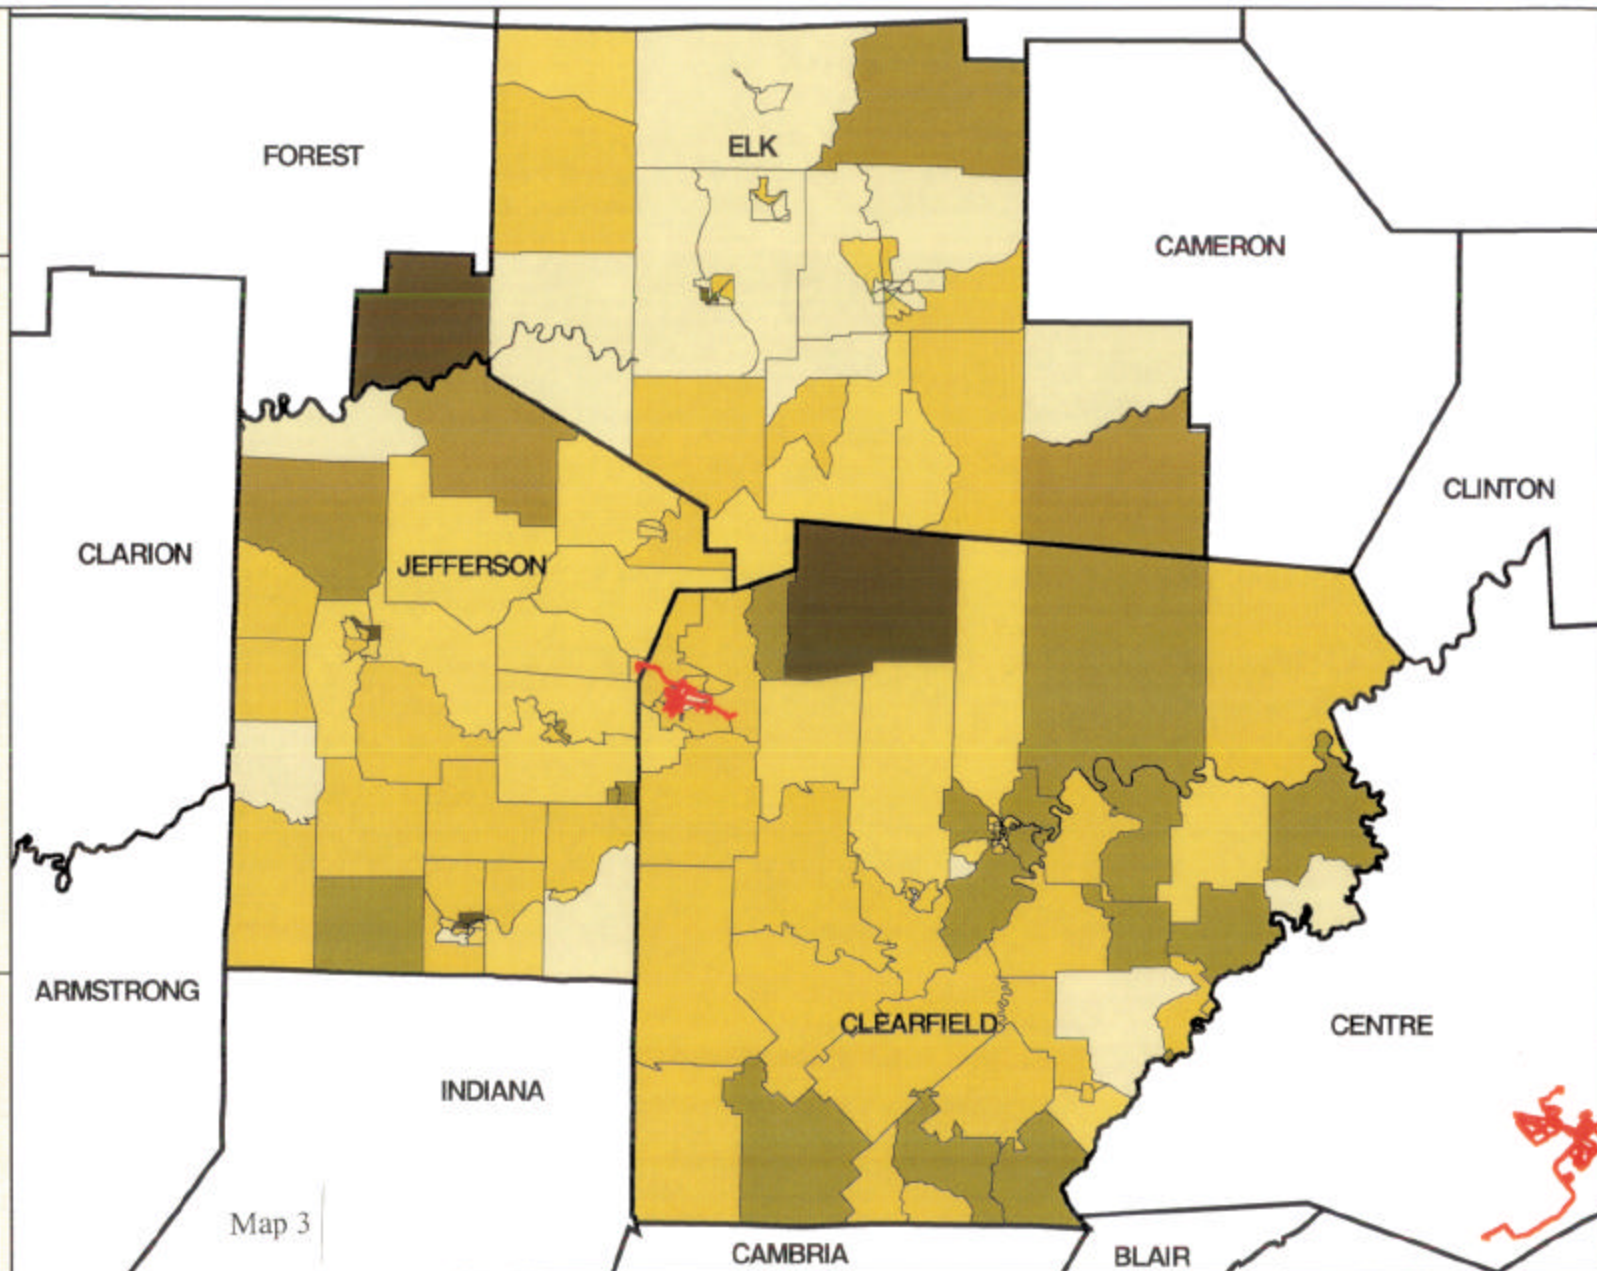 FOREST
ELK
CAMERON
CLINTON
CLARION
JEFFERSON
ARMSTRONG
CLEARFIELD
CENTRE
INDIANA
Map 3
CAMBRIA
BLAIR